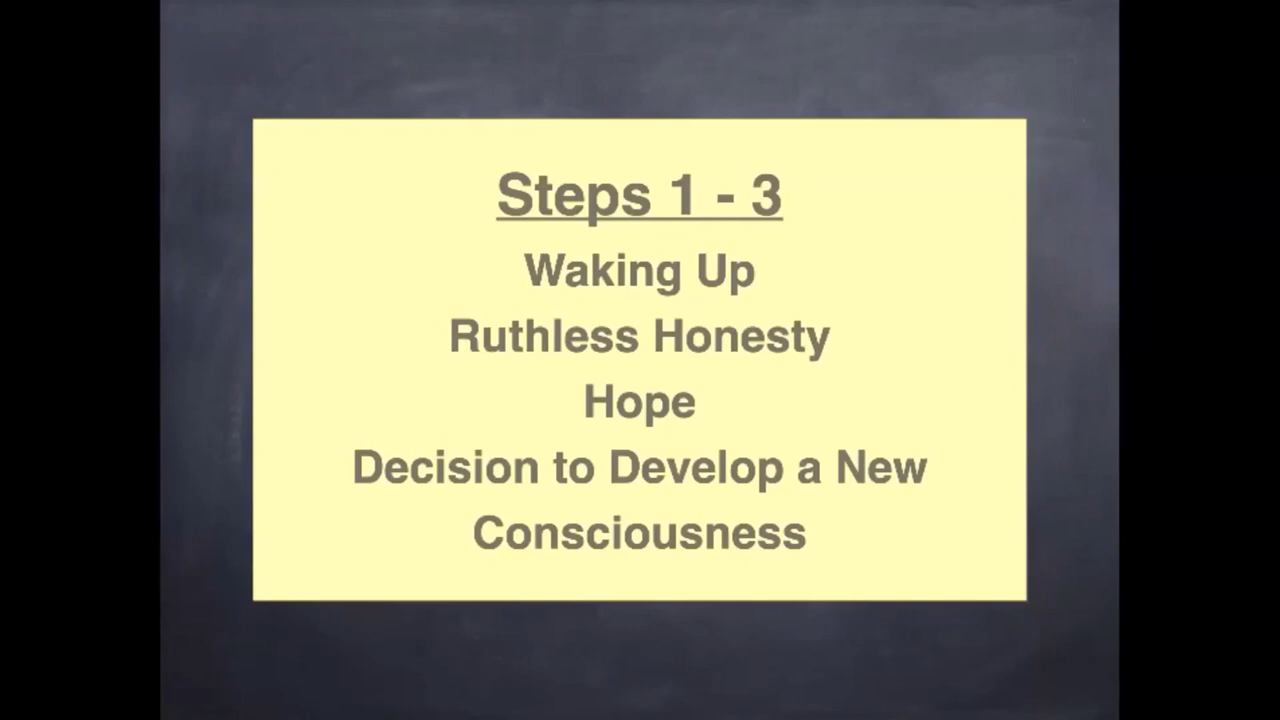 Steps 1 - 3
Waking Up
Ruthless Honesty
Hope
Decision to Develop a New
Consciousness